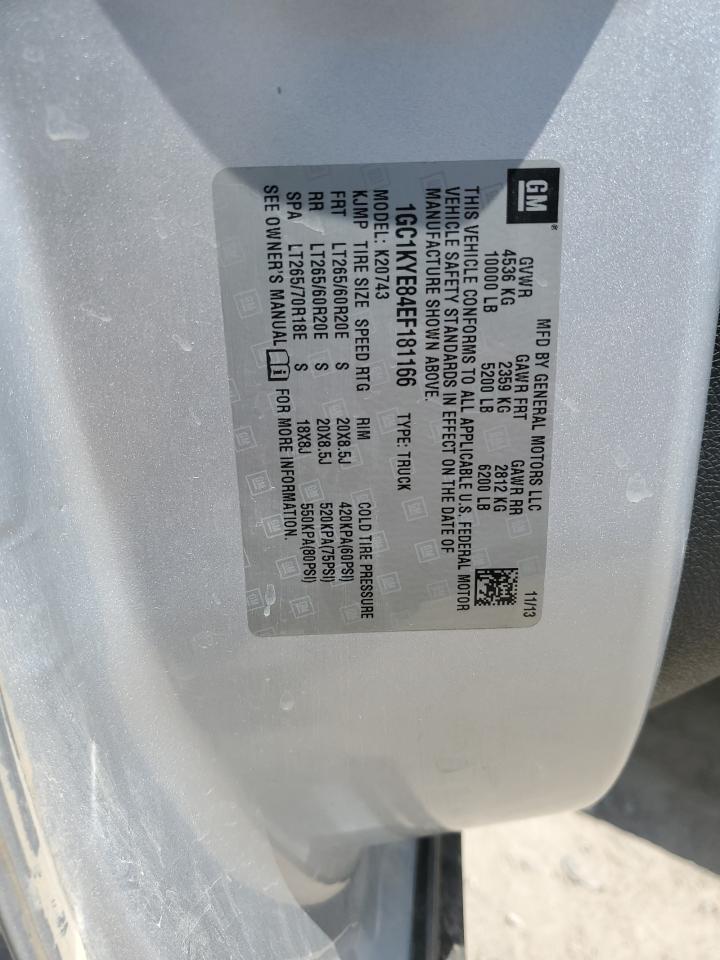 GM ®
MFD BY GENERAL MOTORS LLC 11/13
GVWR GAWR FRT GAWR RR
4536 KG 2359 KG 2812 KG
10000 LB 5200 LB 6200 LB
THIS VEHICLE CONFORMS TO ALL APPLICABLE U.S. FEDERAL MOTOR
VEHICLE SAFETY STANDARDS IN EFFECT ON THE DATE OF
MANUFACTURE SHOWN ABOVE.
1GC1KYE84EF181166 TYPE: TRUCK
MODEL: K20743
KJMP TIRE SIZE SPEED RTG RIM COLD TIRE PRESSURE
FRT LT265/60R20E S 20X8.5J 420KPA(60PSI)
RR LT265/60R20E S 20X8.5J 520KPA(75PSI)
SPA LT265/70R18E S 18X8J 550KPA(80PSI)
SEE OWNER'S MANUAL FOR MORE INFORMATION.